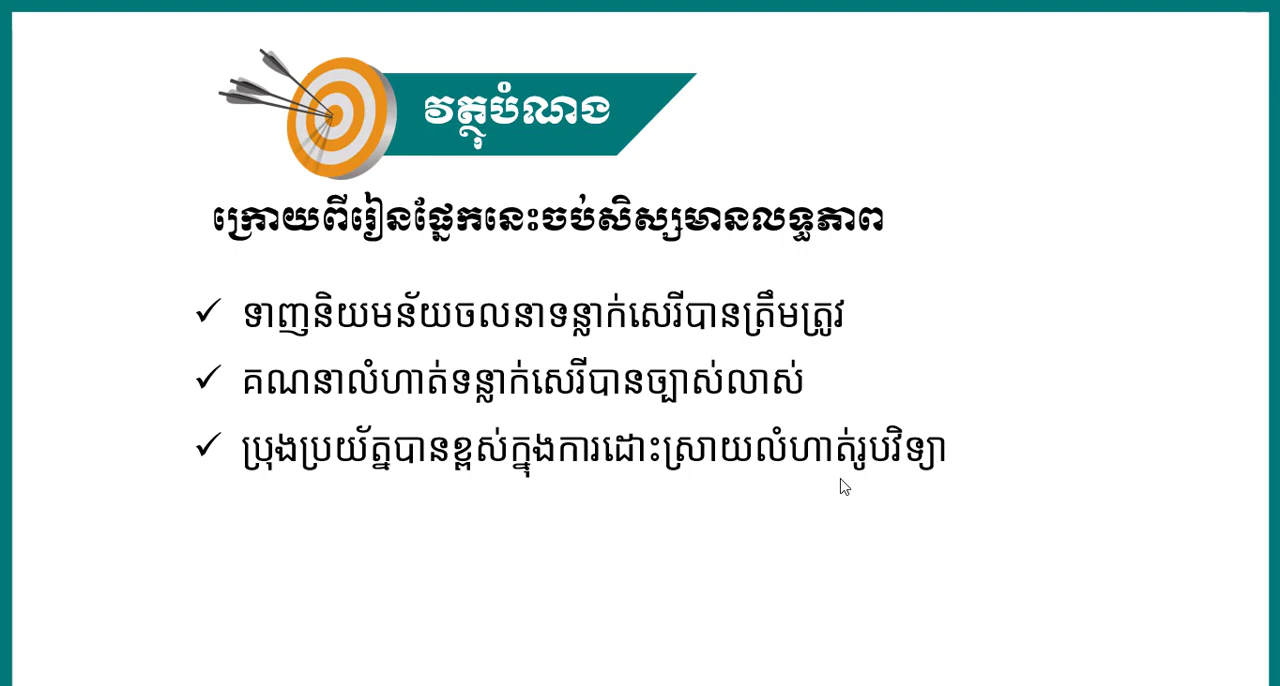 វត្ថុបំណង
ក្រោយពីរៀនផ្នែកនេះចប់សិស្សមានលទ្ធភាព
ទាញនិយមន័យចលនាទន្លាក់សេរីបានត្រឹមត្រូវ
គណនាលំហាត់ទន្លាក់សេរីបានច្បាស់លាស់
ប្រុងប្រយ័ត្នបានខ្ពស់ក្នុងការដោះស្រាយលំហាត់រូបវិទ្យា